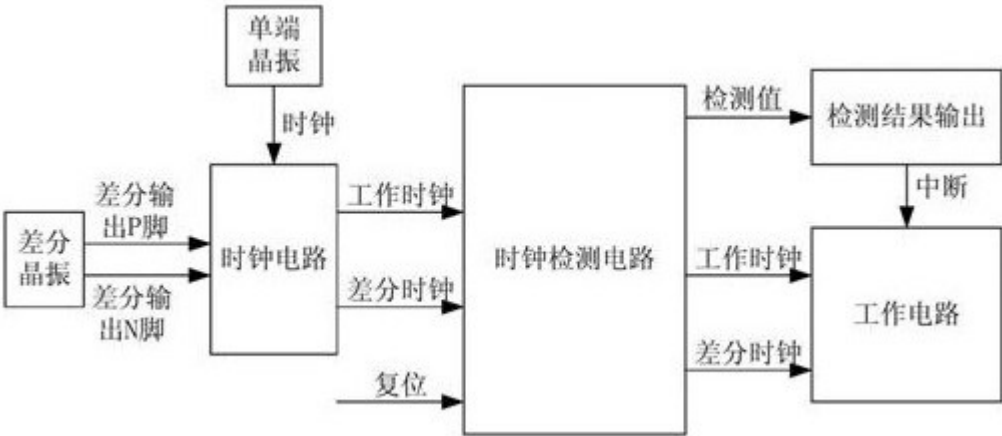 单端
晶振
时钟
差分输
出P脚
差分
晶振
差分输
出N脚
时钟电路
工作时钟
差分时钟
复位
时钟检测电路
检测值
检测结果输出
中断
工作时钟
差分时钟
工作电路